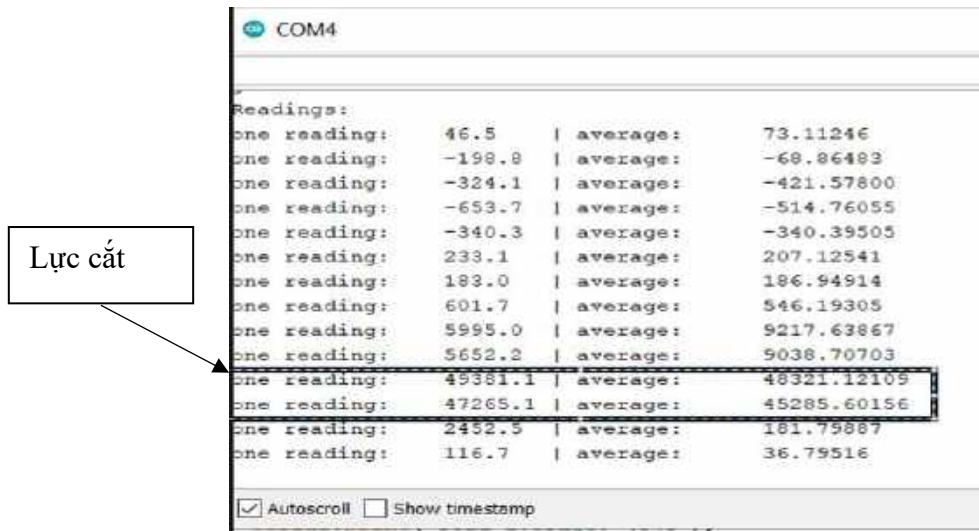 COM4
Readings:
one reading: 46.5 | average: 73.11246
one reading: -198.8 | average: -68.86483
one reading: -324.1 | average: -421.57800
one reading: -653.7 | average: -514.76055
one reading: -340.3 | average: -340.39505
one reading: 233.1 | average: 207.12541
one reading: 183.0 | average: 186.94914
one reading: 601.7 | average: 546.19305
one reading: 5995.0 | average: 9217.63867
one reading: 5652.2 | average: 9038.70703
one reading: 49381.1 | average: 48321.12109
one reading: 47265.1 | average: 45285.60156
one reading: 2452.5 | average: 181.79887
one reading: 116.7 | average: 36.79516
Lực cắt
Autoscroll Show timestamp